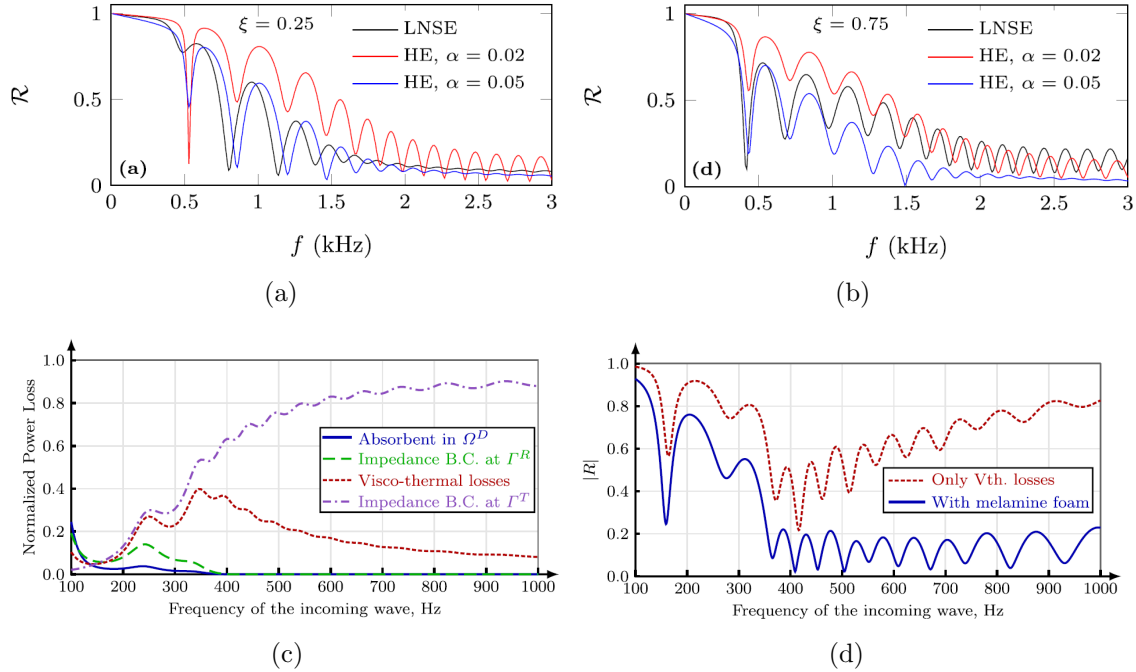 1
0.5
0
ℛ
ξ = 0.25
LNSE
HE, α = 0.02
HE, α = 0.05
(a)
0 0.5 1 1.5 2 2.5 3
f (kHz)
(a)
1
0.5
0
ℛ
ξ = 0.75
LNSE
HE, α = 0.02
HE, α = 0.05
(d)
0 0.5 1 1.5 2 2.5 3
f (kHz)
(b)
1.0
0.8
0.6
0.4
0.2
0.0
Normalized Power Loss
Absorbent in Ω^D
Impedance B.C. at Γ^R
Visco-thermal losses
Impedance B.C. at Γ^T
100 200 300 400 500 600 700 800 900 1000
Frequency of the incoming wave, Hz
(c)
1.0
0.8
0.6
0.4
0.2
0.0
|R|
Only Vth. losses
With melamine foam
100 200 300 400 500 600 700 800 900 1000
Frequency of the incoming wave, Hz
(d)